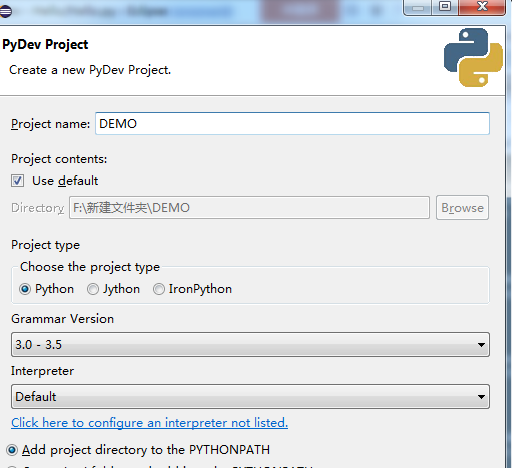 PyDev Project
Create a new PyDev Project.
Project name: DEMO
Project contents:
Use default
Directory F:\新建文件夹\DEMO Browse
Project type
Choose the project type
Python Jython IronPython
Grammar Version
3.0 - 3.5
Interpreter
Default
Click here to configure an interpreter not listed.
Add project directory to the PYTHONPATH